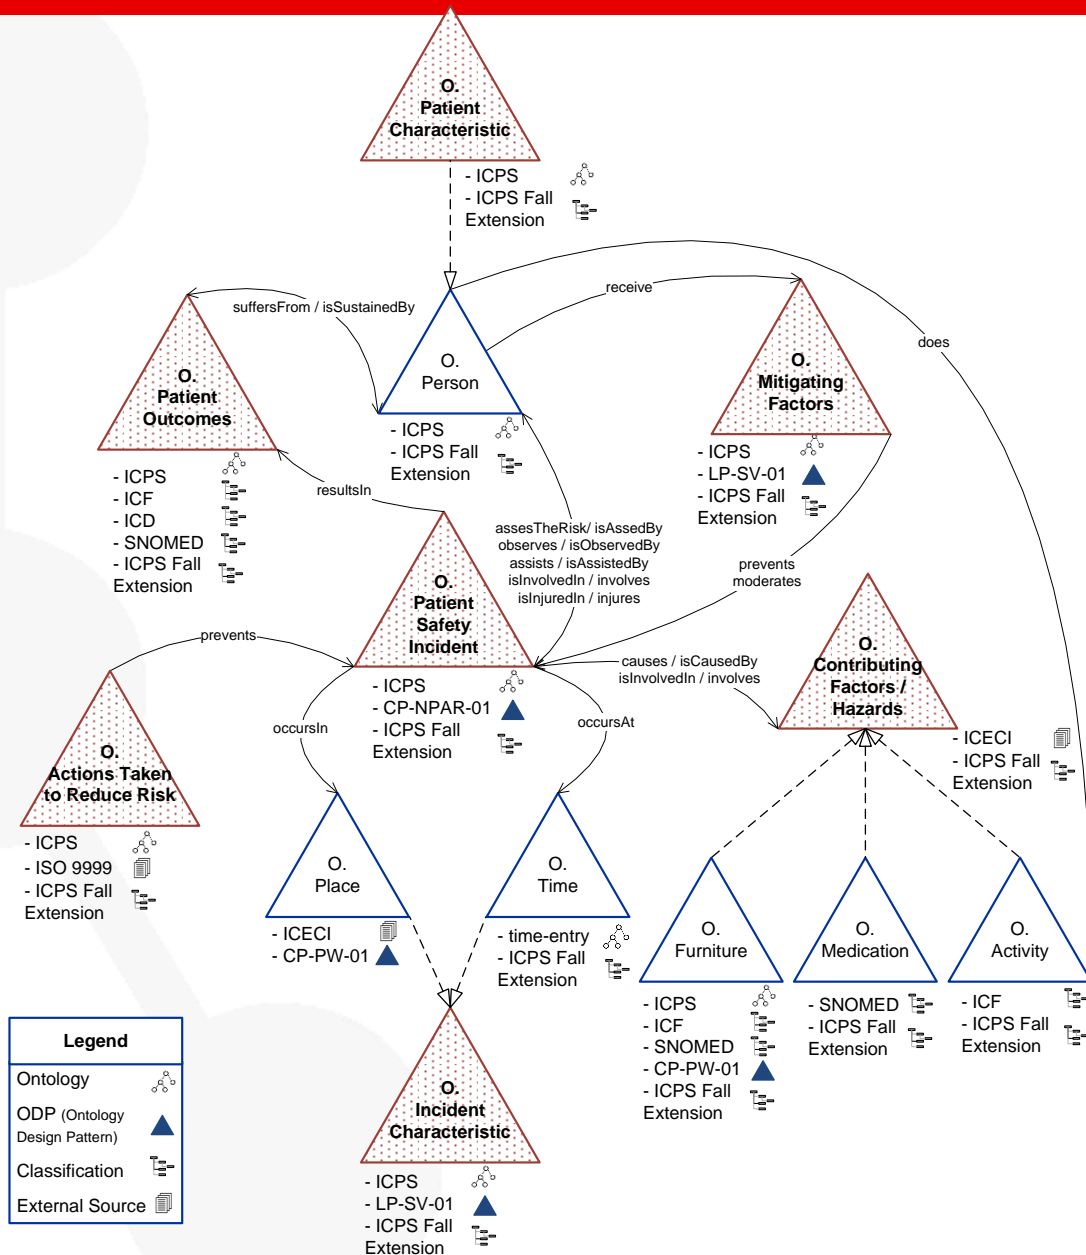 O.
Patient
Characteristic
- ICPS
- ICPS Fall
Extension
suffersFrom / isSustainedBy
receive
does
O.
Person
- ICPS
- ICPS Fall
Extension
O.
Patient
Outcomes
- ICPS
- ICF
- ICD
- SNOMED
- ICPS Fall
Extension
O.
Mitigating
Factors
- ICPS
- LP-SV-01
- ICPS Fall
Extension
resultsIn
assesTheRisk/ isAssedBy
observes / isObservedBy
assists / isAssistedBy
isInvolvedIn / involves
isInjuredIn / injures
prevents
moderates
O.
Patient
Safety
Incident
- ICPS
- CP-NPAR-01
- ICPS Fall
Extension
prevents
causes / isCausedBy
isInvolvedIn / involves
O.
Contributing
Factors /
Hazards
- ICECI
- ICPS Fall
Extension
occursIn
occursAt
O.
Actions Taken
to Reduce Risk
- ICPS
- ISO 9999
- ICPS Fall
Extension
O.
Place
- ICECI
- CP-PW-01
O.
Time
- time-entry
- ICPS Fall
Extension
O.
Furniture
- ICPS
- ICF
- SNOMED
- CP-PW-01
- ICPS Fall
Extension
O.
Medication
- SNOMED
- ICPS Fall
Extension
O.
Activity
- ICF
- ICPS Fall
Extension
O.
Incident
Characteristic
- ICPS
- LP-SV-01
- ICPS Fall
Extension
Legend
Ontology
ODP (Ontology
Design Pattern)
Classification
External Source